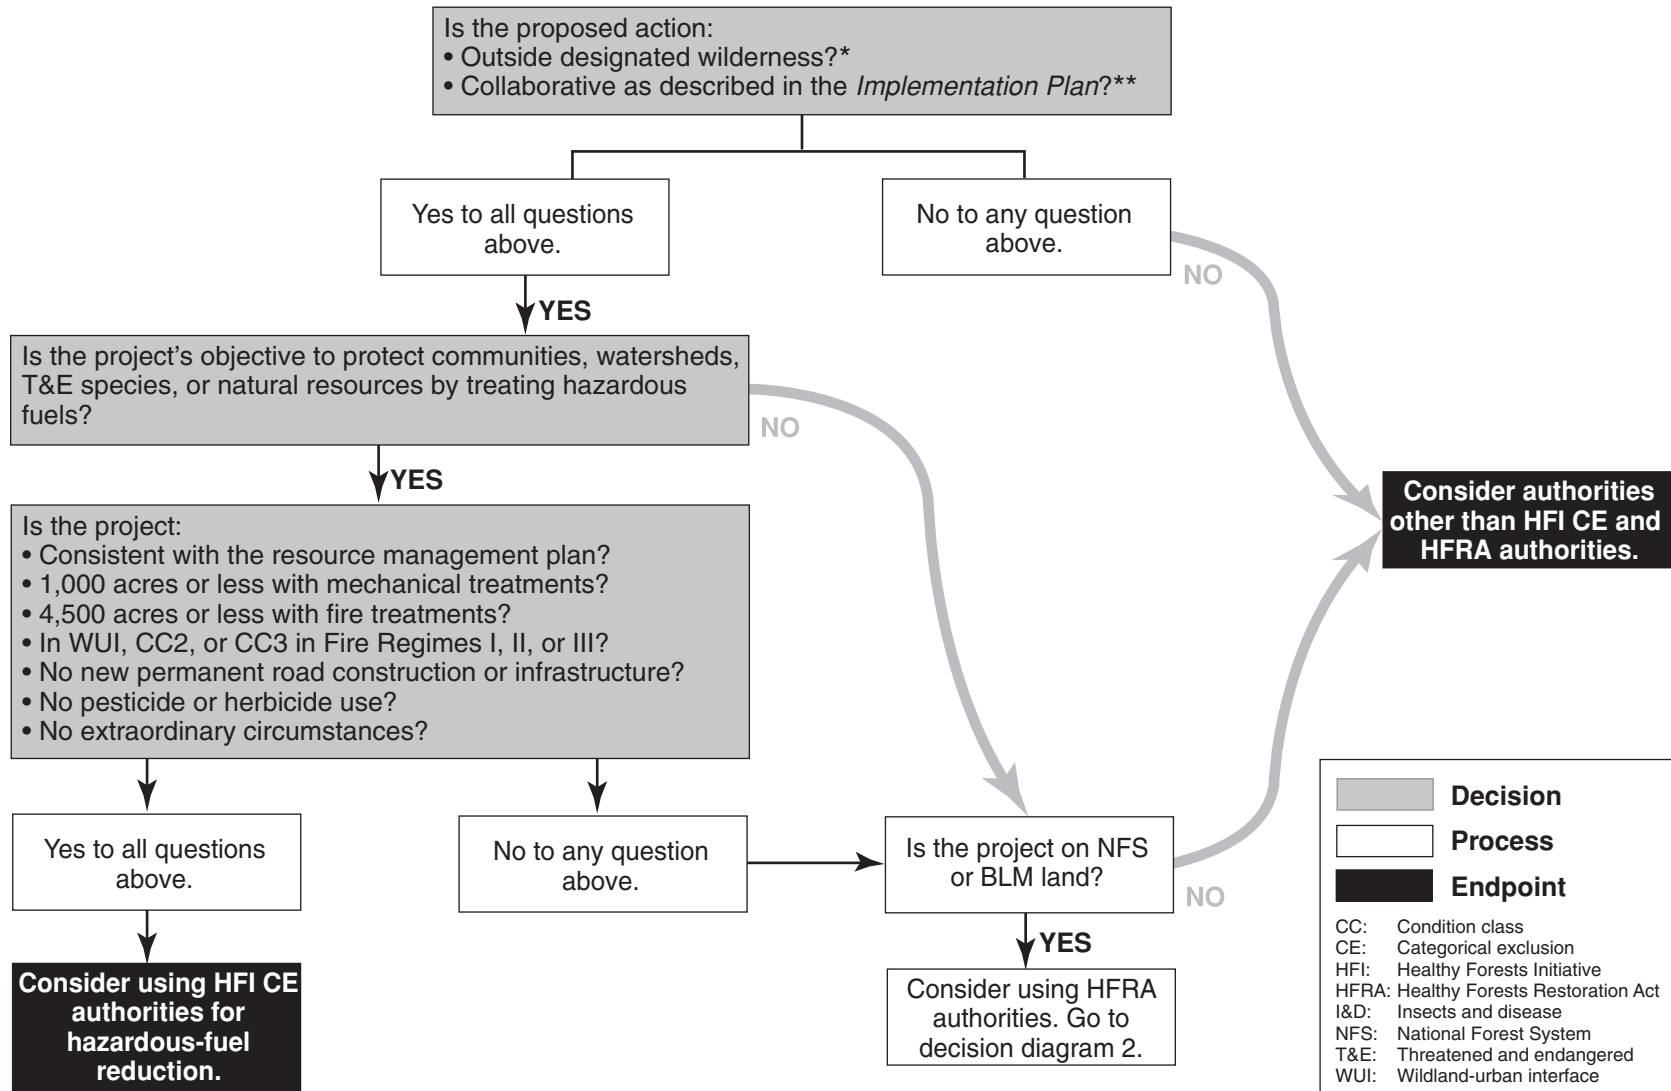 Is the proposed action:
• Outside designated wilderness?*
• Collaborative as described in the Implementation Plan?**
Yes to all questions
above.
No to any question
above.
NO
YES
Is the project’s objective to protect communities, watersheds,
T&E species, or natural resources by treating hazardous
fuels?
NO
YES
Consider authorities
other than HFI CE and
HFRA authorities.
Is the project:
• Consistent with the resource management plan?
• 1,000 acres or less with mechanical treatments?
• 4,500 acres or less with fire treatments?
• In WUI, CC2, or CC3 in Fire Regimes I, II, or III?
• No new permanent road construction or infrastructure?
• No pesticide or herbicide use?
• No extraordinary circumstances?
Yes to all questions
above.
No to any question
above.
Is the project on NFS
or BLM land?
NO
YES
Consider using HFI CE
authorities for
hazardous-fuel
reduction.
Consider using HFRA
authorities. Go to
decision diagram 2.
Decision
Process
Endpoint
CC: Condition class
CE: Categorical exclusion
HFI: Healthy Forests Initiative
HFRA: Healthy Forests Restoration Act
I&D: Insects and disease
NFS: National Forest System
T&E: Threatened and endangered
WUI: Wildland-urban interface